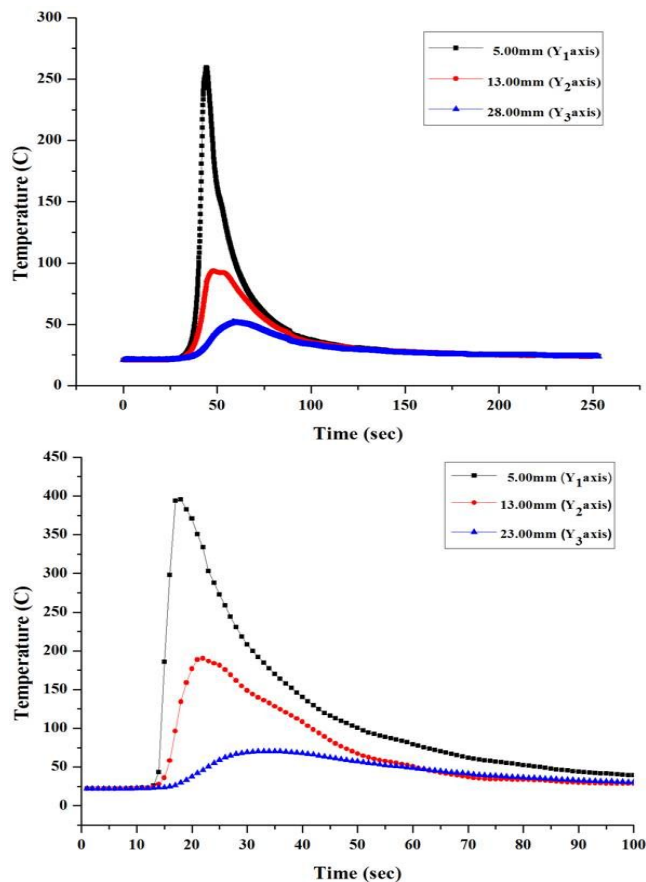 300
250
200
150
100
50
0
Temperature (C)
5.00mm (Y1axis)
13.00mm (Y2axis)
28.00mm (Y3axis)
0 50 100 150 200 250
Time (sec)
450
400
350
300
250
200
150
100
50
0
Temperature (C)
5.00mm (Y1axis)
13.00mm (Y2axis)
23.00mm (Y3axis)
0 10 20 30 40 50 60 70 80 90 100
Time (sec)